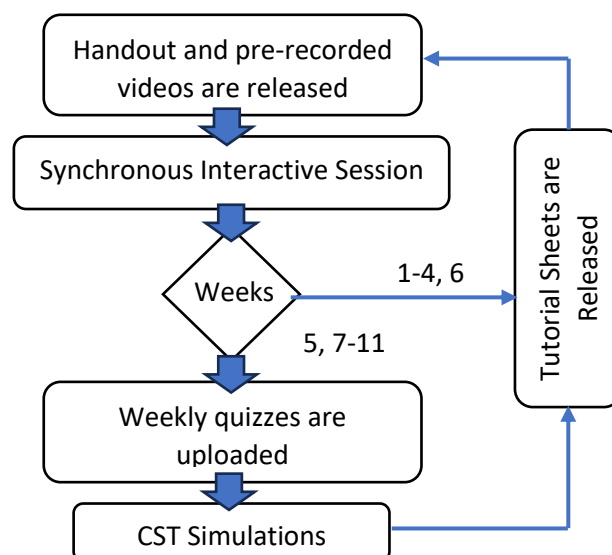 Handout and pre-recorded
videos are released
Synchronous Interactive Session
Weeks
1-4, 6
5, 7-11
Tutorial Sheets are
Released
Weekly quizzes are
uploaded
CST Simulations